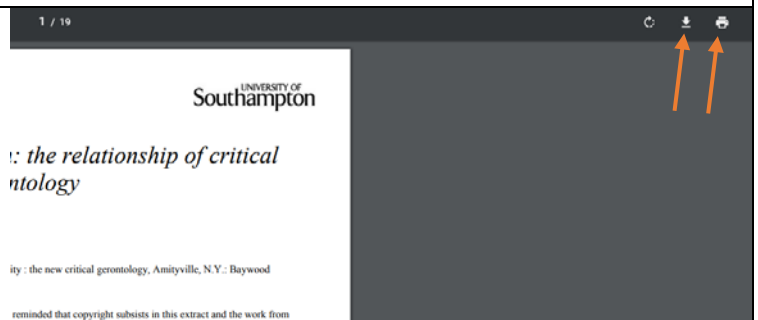 1 / 19
UNIVERSITY OF
Southampton
: the relationship of critical
ntology
ity : the new critical gerontology, Amityville, N.Y.: Baywood
reminded that copyright subsists in this extract and the work from